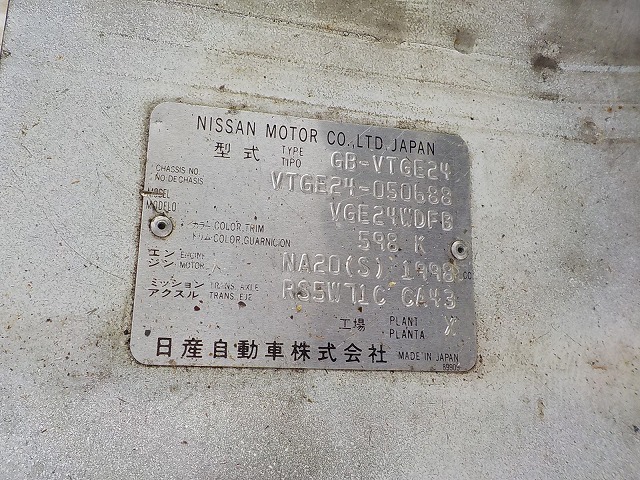 NISSAN MOTOR CO.,LTD. JAPAN
型式 TYPE TIPO GB-VTGE24
CHASSIS NO. NO DE CHASIS VTGE24-050688
MODEL MODELO VGE24WDFB
カラー COLOR, TRIM
トリム COLOR, GUARNICION 598 K
エン ENGINE
ジン MOTOR NA20(S) 1998 CC
ミッション TRANS. AXLE
アクスル TRANS. EJE RS5W71C CA43
工場 PLANT PLANTA X
日産自動車株式会社 MADE IN JAPAN